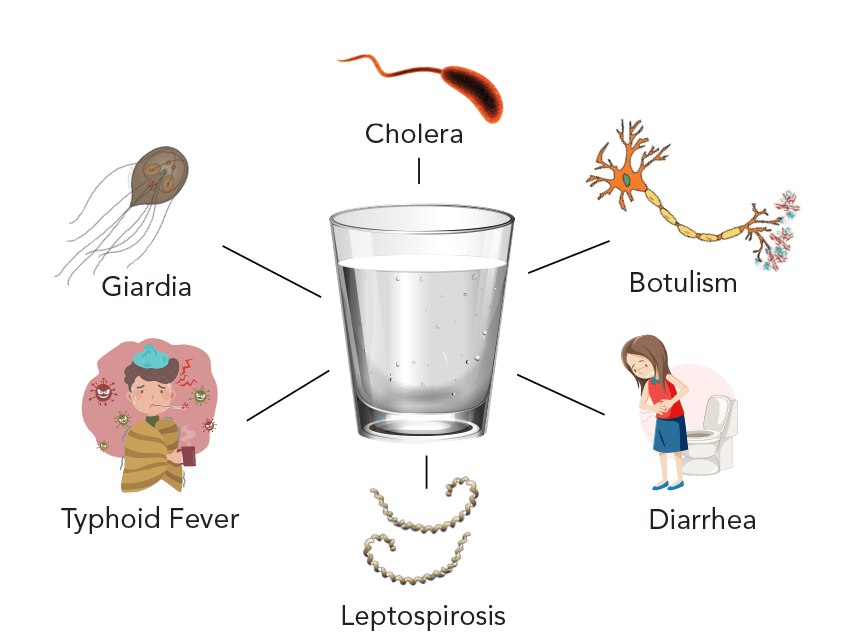 Cholera
Giardia
Botulism
Typhoid Fever
Diarrhea
Leptospirosis